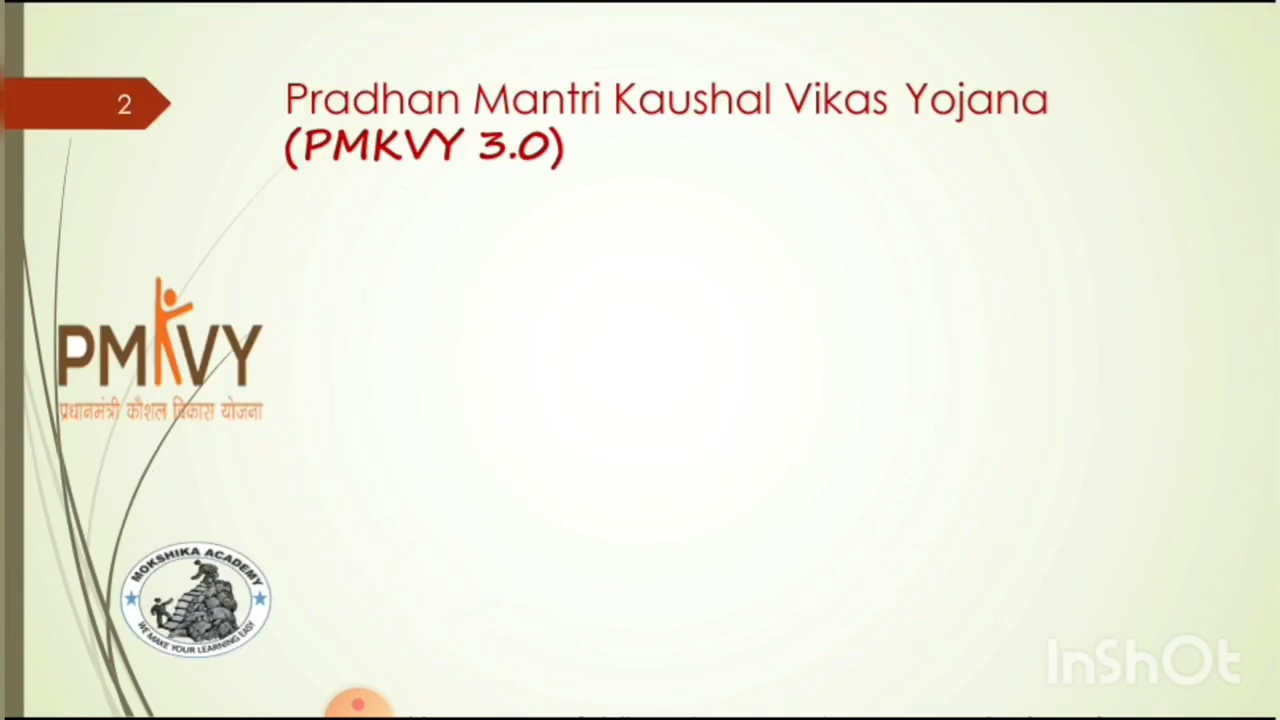 2
Pradhan Mantri Kaushal Vikas Yojana
(PMKVY 3.0)
PMKVY
प्रधानमंत्री कौशल विकास योजना
MOKSHIKA ACADEMY
WE MAKE YOUR LEARNING EASY
InShOt